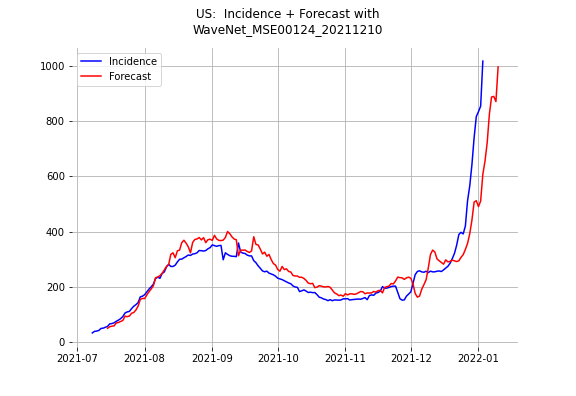 US:  Incidence + Forecast with
WaveNet_MSE00124_20211210
Incidence
Forecast
1000
800
600
400
200
0
2021-07 2021-08 2021-09 2021-10 2021-11 2021-12 2022-01